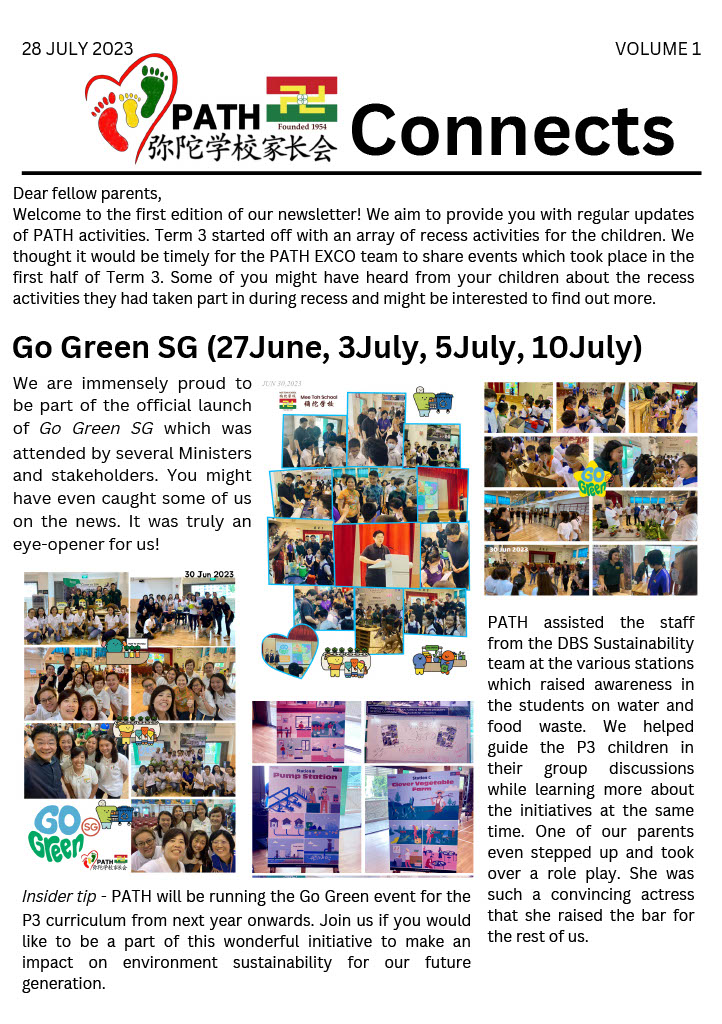 28 JULY 2023
VOLUME 1
PATH
Founded 1954
弥陀学校家长会
Connects
Dear fellow parents,
Welcome to the first edition of our newsletter! We aim to provide you with regular updates
of PATH activities. Term 3 started off with an array of recess activities for the children. We
thought it would be timely for the PATH EXCO team to share events which took place in the
first half of Term 3. Some of you might have heard from your children about the recess
activities they had taken part in during recess and might be interested to find out more.
Go Green SG (27June, 3July, 5July, 10July)
We are immensely proud to
be part of the official launch
of Go Green SG which was
attended by several Ministers
and stakeholders. You might
have even caught some of us
on the news. It was truly an
eye-opener for us!
JUN 30,2023
Mee Toh School
彌陀學校
GO
Green
30 Jun 2023
30 Jun 2023
GO
Green
SG
PATH
弥陀学校家长会
Pump Station
Clever Vegetable
Farm
PATH assisted the staff
from the DBS Sustainability
team at the various stations
which raised awareness in
the students on water and
food waste. We helped
guide the P3 children in
their group discussions
while learning more about
the initiatives at the same
time. One of our parents
even stepped up and took
over a role play. She was
such a convincing actress
that she raised the bar for
the rest of us.
Insider tip - PATH will be running the Go Green event for the
P3 curriculum from next year onwards. Join us if you would
like to be a part of this wonderful initiative to make an
impact on environment sustainability for our future
generation.